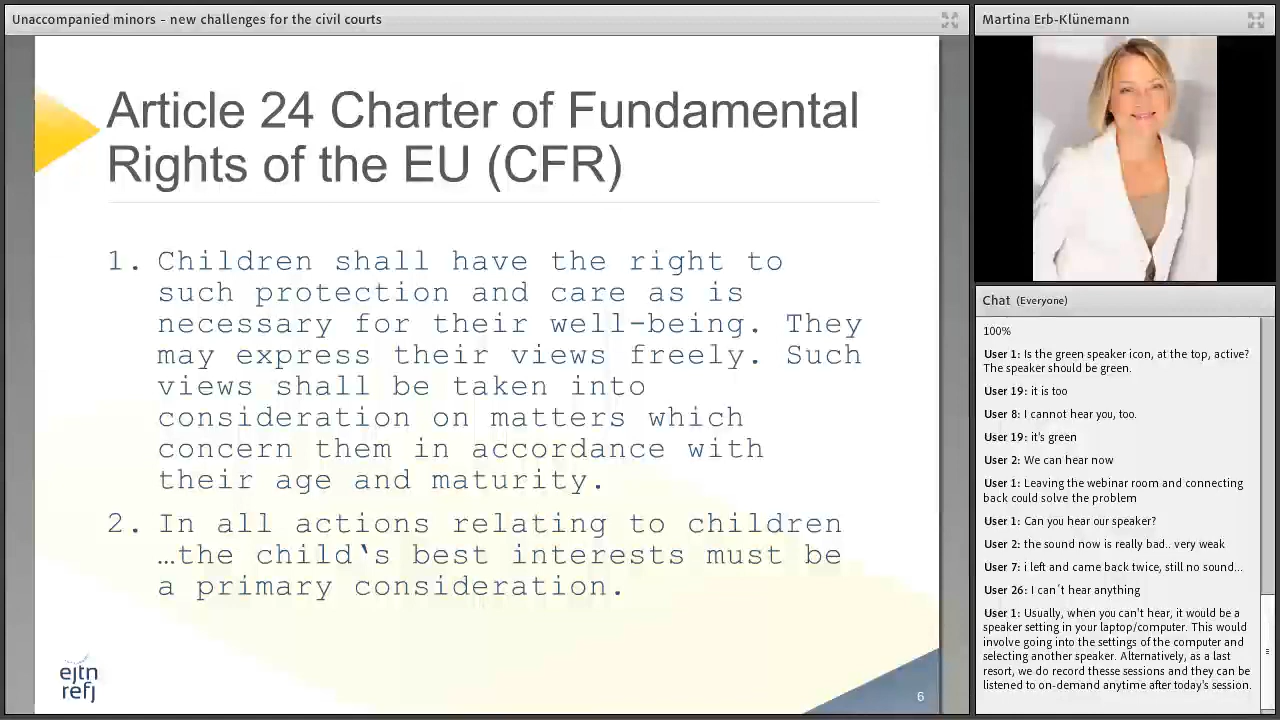 Unaccompanied minors - new challenges for the civil courts
Article 24 Charter of Fundamental
Rights of the EU (CFR)
1. Children shall have the right to
such protection and care as is
necessary for their well-being. They
may express their views freely. Such
views shall be taken into
consideration on matters which
concern them in accordance with
their age and maturity.
2. In all actions relating to children
…the child‛s best interests must be
a primary consideration.
ejtn
refj
6
Martina Erb-Klünemann
Chat (Everyone)
100%
User 1: Is the green speaker icon, at the top, active?
The speaker should be green.
User 19: it is too
User 8: I cannot hear you, too.
User 19: it's green
User 2: We can hear now
User 1: Leaving the webinar room and connecting
back could solve the problem
User 1: Can you hear our speaker?
User 2: the sound now is really bad.. very weak
User 7: i left and came back twice, still no sound...
User 26: I can´t hear anything
User 1: Usually, when you can't hear, it would be a
speaker setting in your laptop/computer. This would
involve going into the settings of the computer and
selecting another speaker. Alternatively, as a last
resort, we do record thesse sessions and they can be
listened to on-demand anytime after today's session.